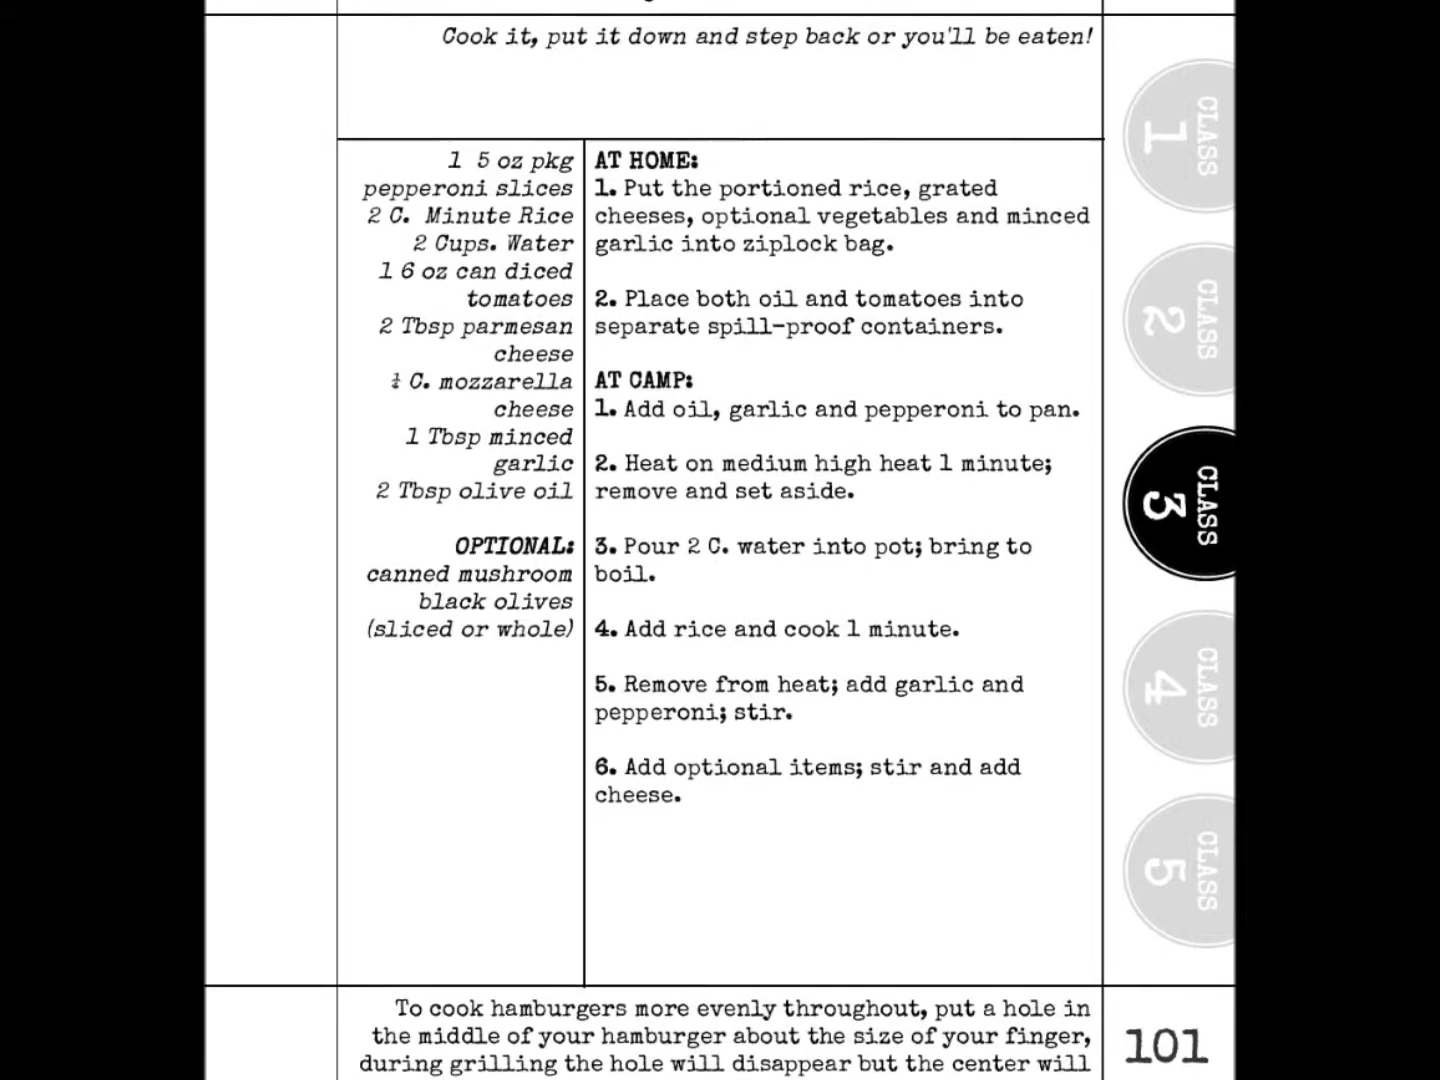 Cook it, put it down and step back or you'll be eaten!
1 5 oz pkg
pepperoni slices
2 C. Minute Rice
2 Cups. Water
1 6 oz can diced
tomatoes
2 Tbsp parmesan
cheese
C. mozzarella
cheese
1 Tbsp minced
garlic
2 Tbsp olive oil
OPTIONAL:
canned mushroom
black olives
(sliced or whole)
AT HOME:
1. Put the portioned rice, grated
cheeses, optional vegetables and minced
garlic into ziplock bag.
2. Place both oil and tomatoes into
separate spill-proof containers.
AT CAMP:
1. Add oil, garlic and pepperoni to pan.
2. Heat on medium high heat 1 minute;
remove and set aside.
3. Pour 2 C. water into pot; bring to
boil.
4. Add rice and cook 1 minute.
5. Remove from heat; add garlic and
pepperoni; stir.
6. Add optional items; stir and add
cheese.
CLASS
1
CLASS
2
CLASS
3
CLASS
4
CLASS
5
To cook hamburgers more evenly throughout, put a hole in
the middle of your hamburger about the size of your finger,
during grilling the hole will disappear but the center will
101